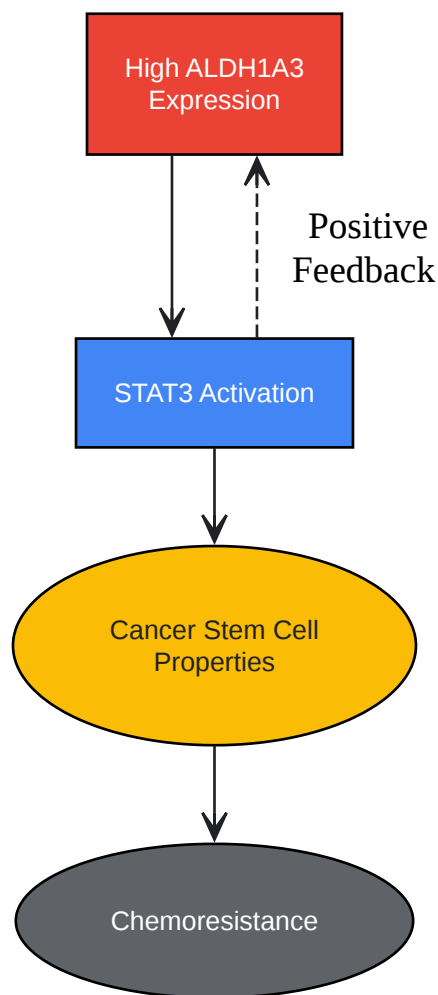 High ALDH1A3
Expression
Positive
Feedback
STAT3 Activation
Cancer Stem Cell
Properties
Chemoresistance